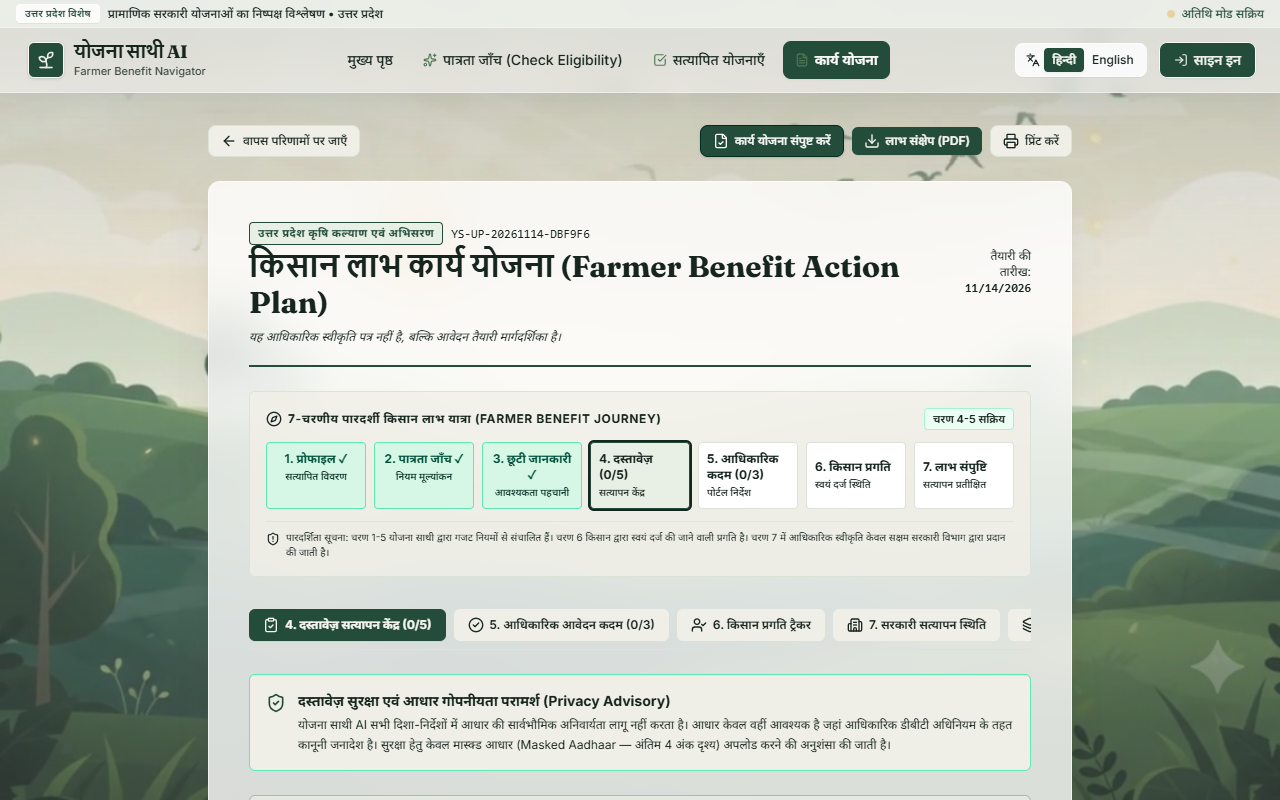 उत्तर प्रदेश विशेष प्रामाणिक सरकारी योजनाओं का निष्पक्ष विश्लेषण • उत्तर प्रदेश
अतिथि मोड सक्रिय
योजना साथी AI
Farmer Benefit Navigator
मुख्य पृष्ठ
पात्रता जाँच (Check Eligibility)
सत्यापित योजनाएँ
कार्य योजना
हिन्दी English
साइन इन
वापस परिणामों पर जाएँ
कार्य योजना संपुष्ट करें
लाभ संक्षेप (PDF)
प्रिंट करें
उत्तर प्रदेश कृषि कल्याण एवं अभिसरण YS-UP-20261114-DBF9F6
किसान लाभ कार्य योजना (Farmer Benefit Action
Plan)
तैयारी की
तारीख:
11/14/2026
यह आधिकारिक स्वीकृति पत्र नहीं है, बल्कि आवेदन तैयारी मार्गदर्शिका है।
7-चरणीय पारदर्शी किसान लाभ यात्रा (FARMER BENEFIT JOURNEY)
चरण 4-5 सक्रिय
1. प्रोफाइल ✓
सत्यापित विवरण
2. पात्रता जाँच ✓
नियम मूल्यांकन
3. छूटी जानकारी
✓
आवश्यकता पहचानी
4. दस्तावेज़
(0/5)
सत्यापन केंद्र
5. आधिकारिक
कदम (0/3)
पोर्टल निर्देश
6. किसान प्रगति
स्वयं दर्ज स्थिति
7. लाभ संपुष्टि
सत्यापन प्रतीक्षित
पारदर्शिता सूचना: चरण 1-5 योजना साथी द्वारा गजट नियमों से संचालित हैं। चरण 6 किसान द्वारा स्वयं दर्ज की जाने वाली प्रगति है। चरण 7 में आधिकारिक स्वीकृति केवल सक्षम सरकारी विभाग द्वारा प्रदान
की जाती है।
4. दस्तावेज़ सत्यापन केंद्र (0/5)
5. आधिकारिक आवेदन कदम (0/3)
6. किसान प्रगति ट्रैकर
7. सरकारी सत्यापन स्थिति
दस्तावेज़ सुरक्षा एवं आधार गोपनीयता परामर्श (Privacy Advisory)
योजना साथी AI सभी दिशा-निर्देशों में आधार की सार्वभौमिक अनिवार्यता लागू नहीं करता है। आधार केवल वहीं आवश्यक है जहां आधिकारिक डीबीटी अधिनियम के तहत
कानूनी जनादेश है। सुरक्षा हेतु केवल मास्क्ड आधार (Masked Aadhaar — अंतिम 4 अंक दृश्य) अपलोड करने की अनुशंसा की जाती है।